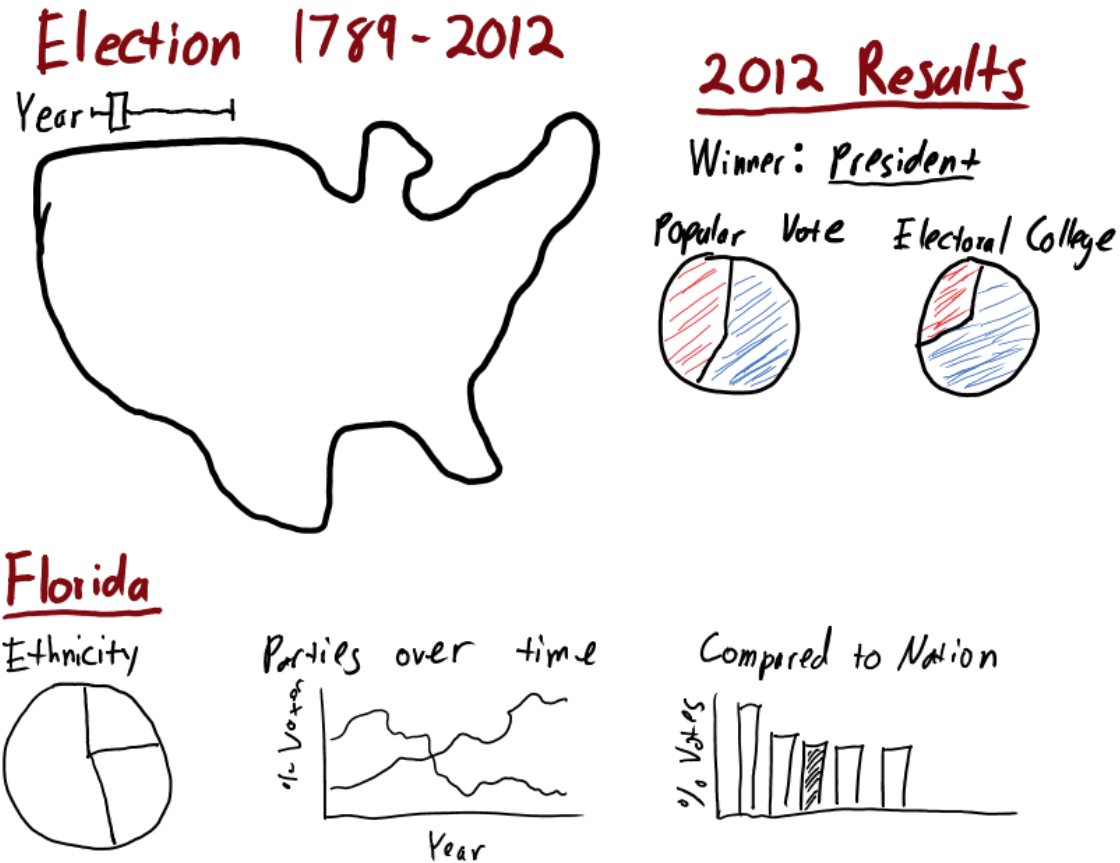 Election 1789-2012
Year
2012 Results
Winner: President
Popular Vote
Electoral College
Florida
Ethnicity
Parties over time
% Voter
Year
Compared to Nation
% Votes